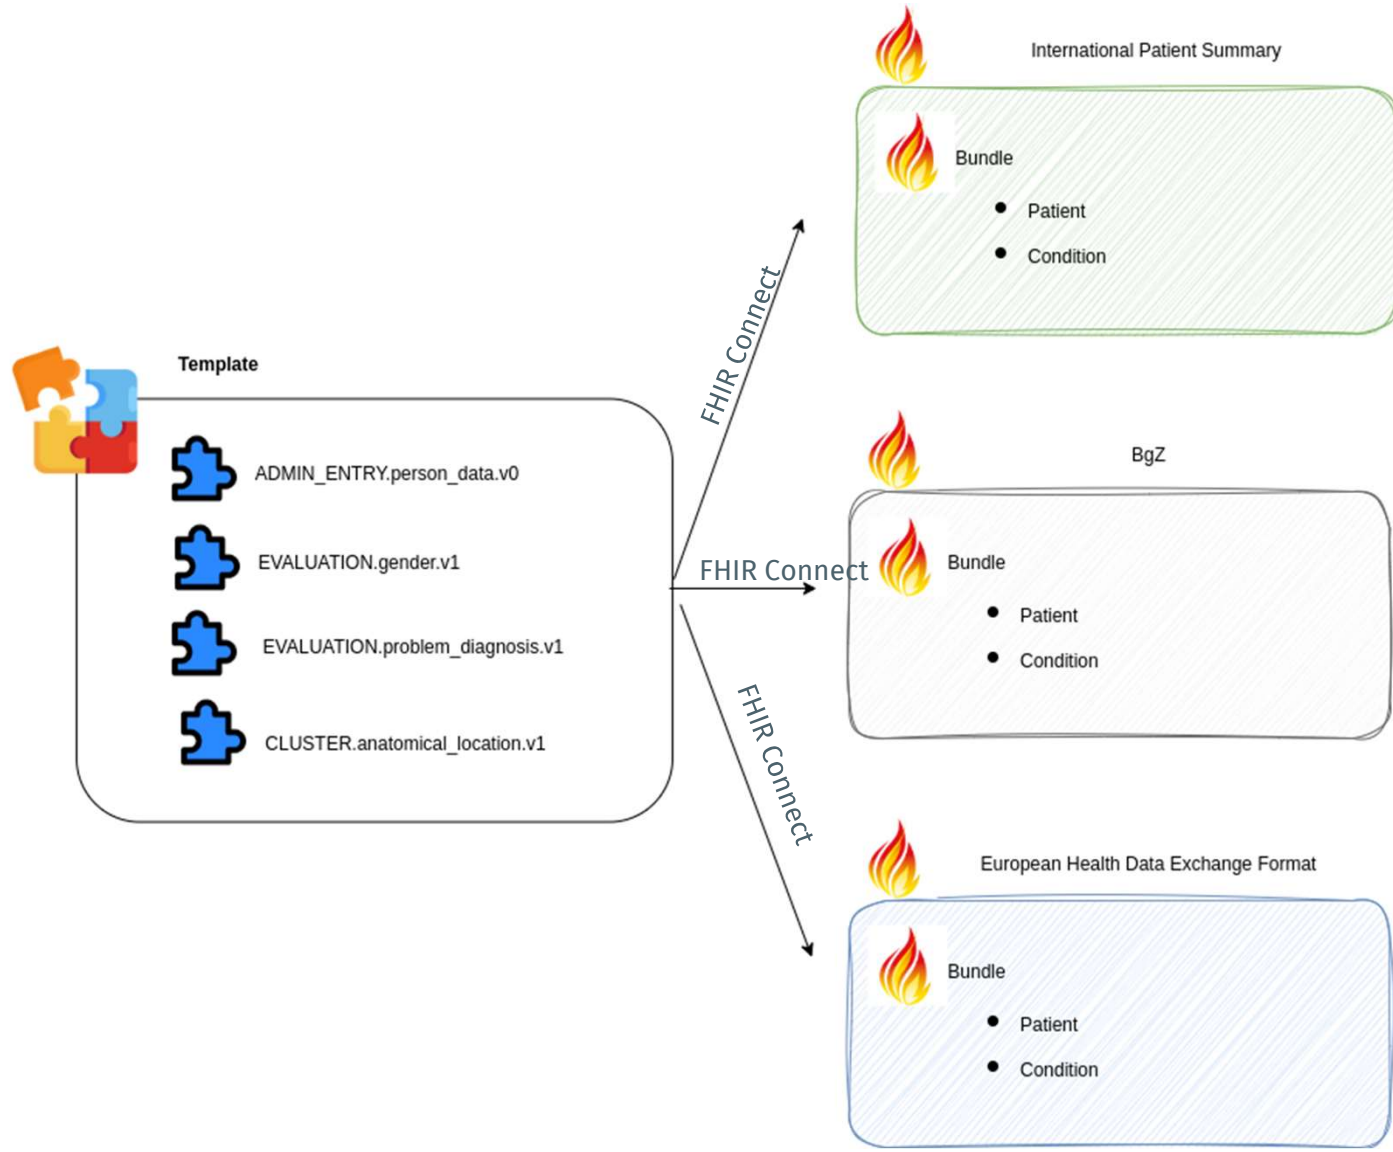 Template
ADMIN_ENTRY.person_data.v0
EVALUATION.gender.v1
EVALUATION.problem_diagnosis.v1
CLUSTER.anatomical_location.v1
FHIR Connect
FHIR Connect
FHIR Connect
International Patient Summary
Bundle
Patient
Condition
BgZ
Bundle
Patient
Condition
European Health Data Exchange Format
Bundle
Patient
Condition